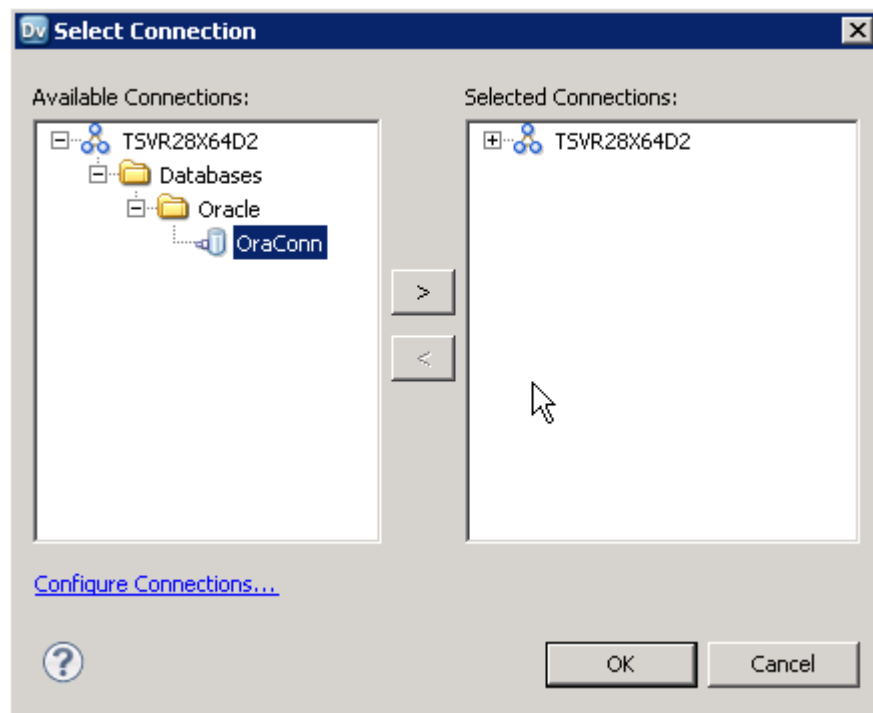 Dv Select Connection
Available Connections:
Selected Connections:
TSVR28X64D2
Databases
Oracle
OraConn
TSVR28X64D2
>
<
Configure Connections...
?
OK
Cancel